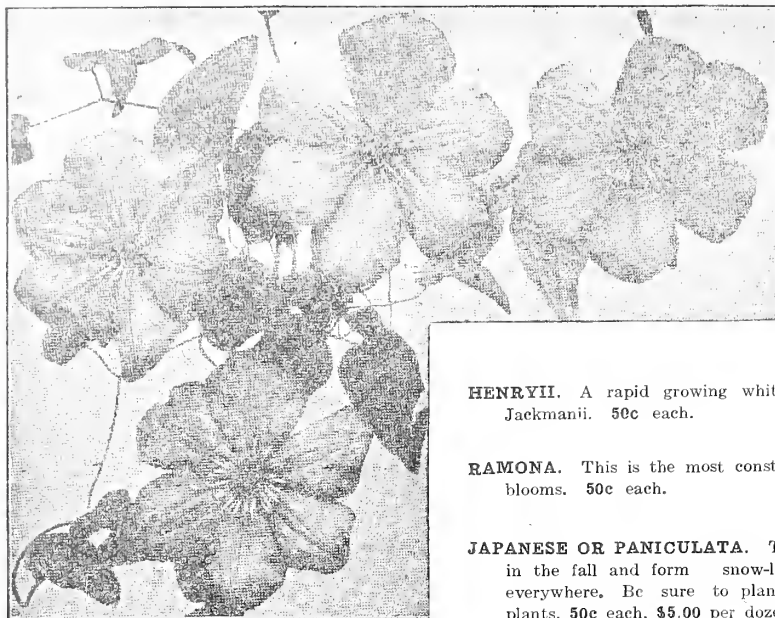 HENRYII. A rapid growing whit
Jackmanii. 50c each.
RAMONA. This is the most const
blooms. 50c each.
JAPANESE OR PANICULATA. T
in the fall and form snow-l
everywhere. Be sure to plan
plants. 50c each, $5.00 per doze